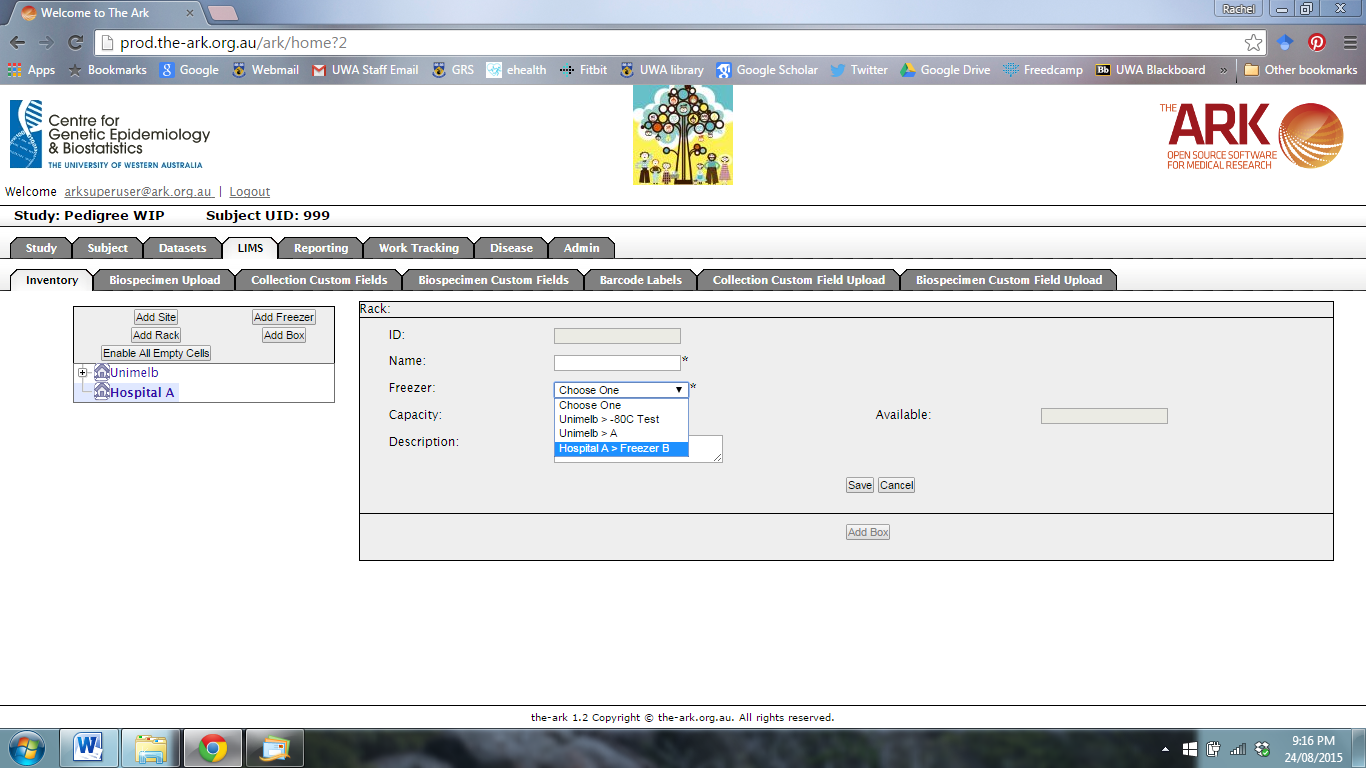 Welcome to The Ark
Rachel
prod.the-ark.org.au/ark/home?2
Apps Bookmarks Google Webmail UWA Staff Email GRS ehealth Fitbit UWA library Google Scholar Twitter Google Drive Freedcamp Bb UWA Blackboard » Other bookmarks
Centre for
Genetic Epidemiology
& Biostatistics
THE UNIVERSITY OF WESTERN AUSTRALIA
THE ARK
OPEN SOURCE SOFTWARE
FOR MEDICAL RESEARCH
Welcome arksuperuser@ark.org.au | Logout
Study: Pedigree WIP Subject UID: 999
Study Subject Datasets LIMS Reporting Work Tracking Disease Admin
Inventory Biospecimen Upload Collection Custom Fields Biospecimen Custom Fields Barcode Labels Collection Custom Field Upload Biospecimen Custom Field Upload
Add Site Add Freezer
Add Rack Add Box
Enable All Empty Cells
Unimelb
Hospital A
Rack:
ID:
Name: *
Freezer: Choose One *
Choose One
Unimelb > -80C Test
Unimelb > A
Hospital A > Freezer B
Capacity: Available:
Description:
Save Cancel
Add Box
the-ark 1.2 Copyright © the-ark.org.au. All rights reserved.
9:16 PM
24/08/2015